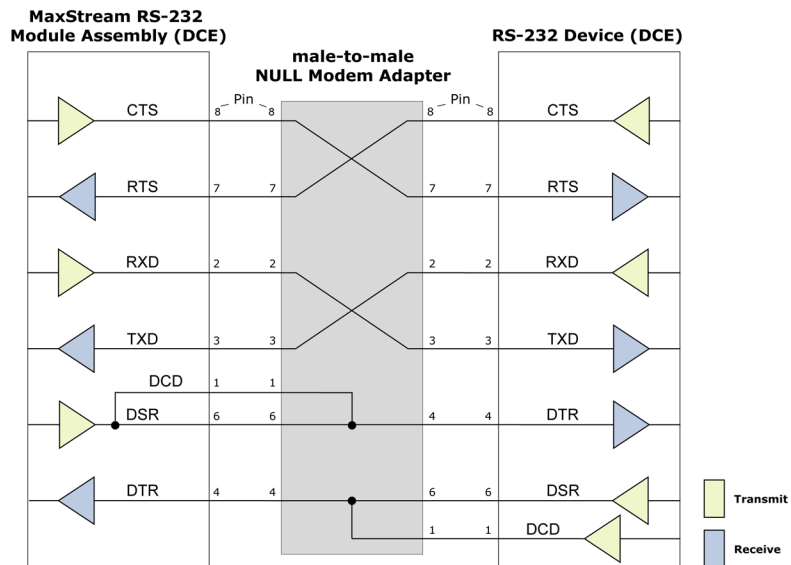 MaxStream RS-232
Module Assembly (DCE)
male-to-male
NULL Modem Adapter
RS-232 Device (DCE)
CTS 8 Pin 8 8 Pin 8 CTS
RTS 7 7 7 7 RTS
RXD 2 2 2 2 RXD
TXD 3 3 3 3 TXD
DCD 1 1
DSR 6 6 4 4 DTR
DTR 4 4 6 6 DSR
1 1 DCD
Transmit
Receive